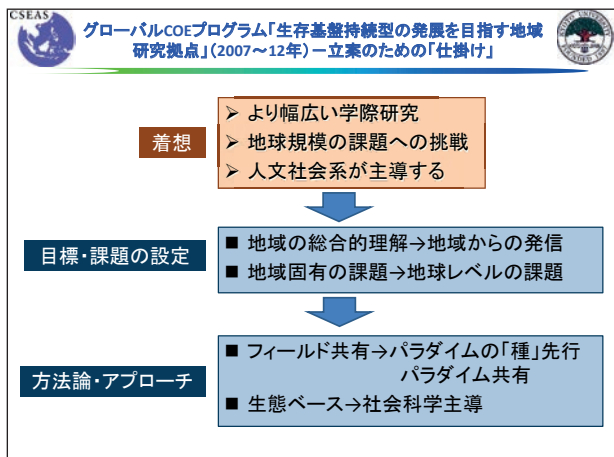 CSEAS
グローバルCOEプログラム「生存基盤持続型の発展を目指す地域
研究拠点」(2007～12年)－立案のための「仕掛け」
着想
➢ より幅広い学際研究
➢ 地球規模の課題への挑戦
➢ 人文社会系が主導する
目標・課題の設定
■ 地域の総合的理解→地域からの発信
■ 地域固有の課題→地球レベルの課題
方法論・アプローチ
■ フィールド共有→パラダイムの「種」先行
パラダイム共有
■ 生態ベース→社会科学主導